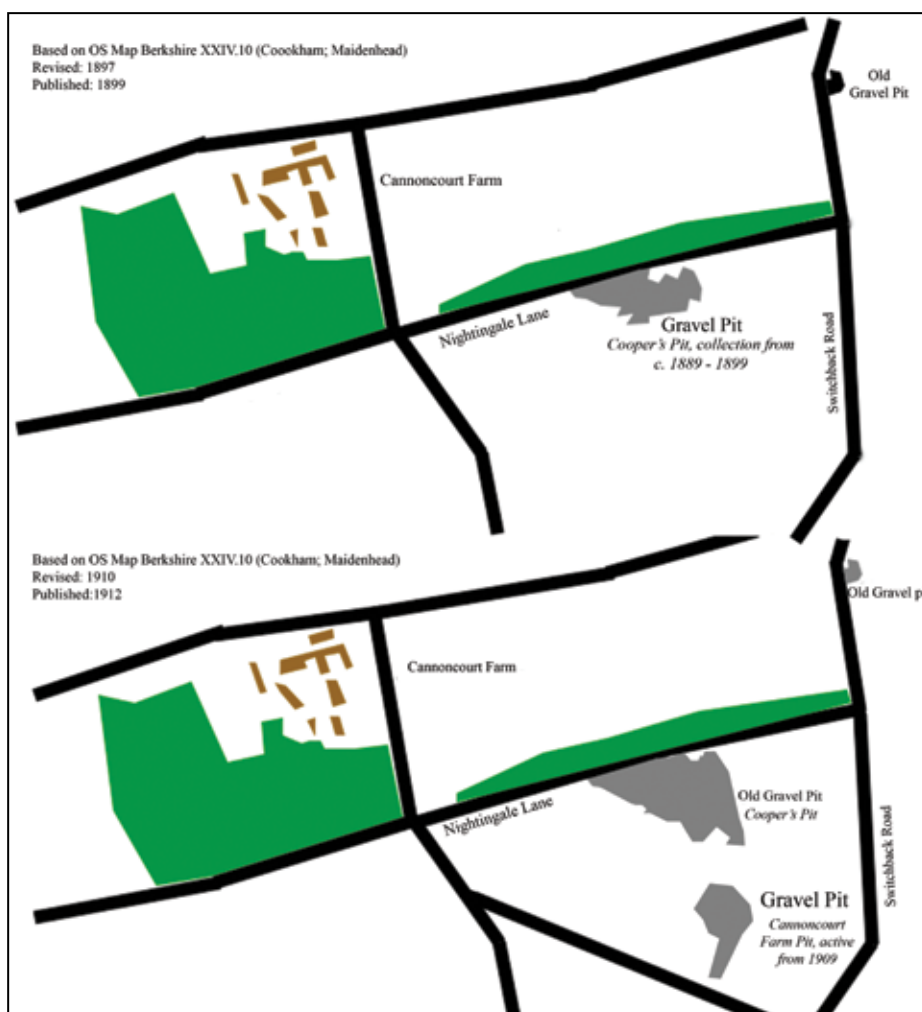 Based on OS Map Berkshire XXIV.10 (Coookham; Maidenhead)
Revised: 1897
Published: 1899
Old
Gravel Pit
Cannoncourt Farm
Nightingale Lane
Gravel Pit
Cooper's Pit, collection from
c. 1889 - 1899
Switchback Road
Based on OS Map Berkshire XXIV.10 (Cookham; Maidenhead)
Revised: 1910
Published:1912
Old Gravel p
Cannoncourt Farm
Nightingale Lane
Old Gravel Pit
Cooper's Pit
Switchback Road
Gravel Pit
Cannoncourt
Farm Pit, active
from 1909